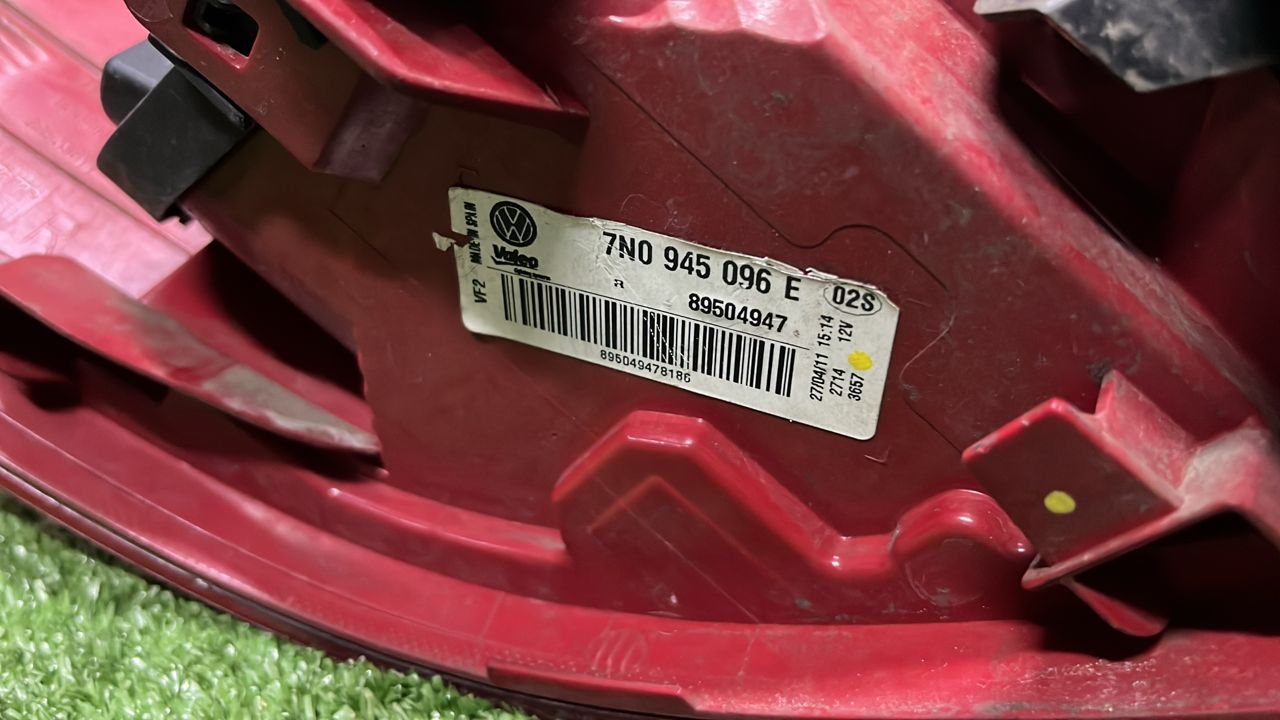 MADE IN SPAIN
VF2
Valeo
7N0 945 096 E
02S
89504947
895049478186
27/04/11 15:14
2714 12V
3657